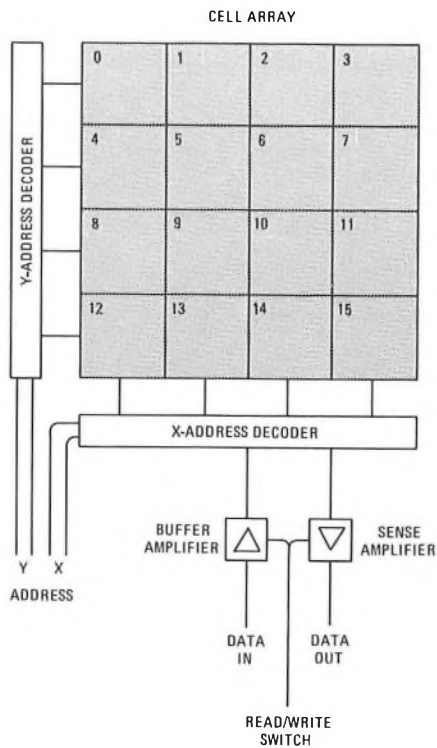 CELL ARRAY
0 1 2 3
4 5 6 7
8 9 10 11
12 13 14 15
Y-ADDRESS DECODER
X-ADDRESS DECODER
BUFFER
AMPLIFIER
SENSE
AMPLIFIER
Y X
ADDRESS
DATA
IN
DATA
OUT
READ/WRITE
SWITCH